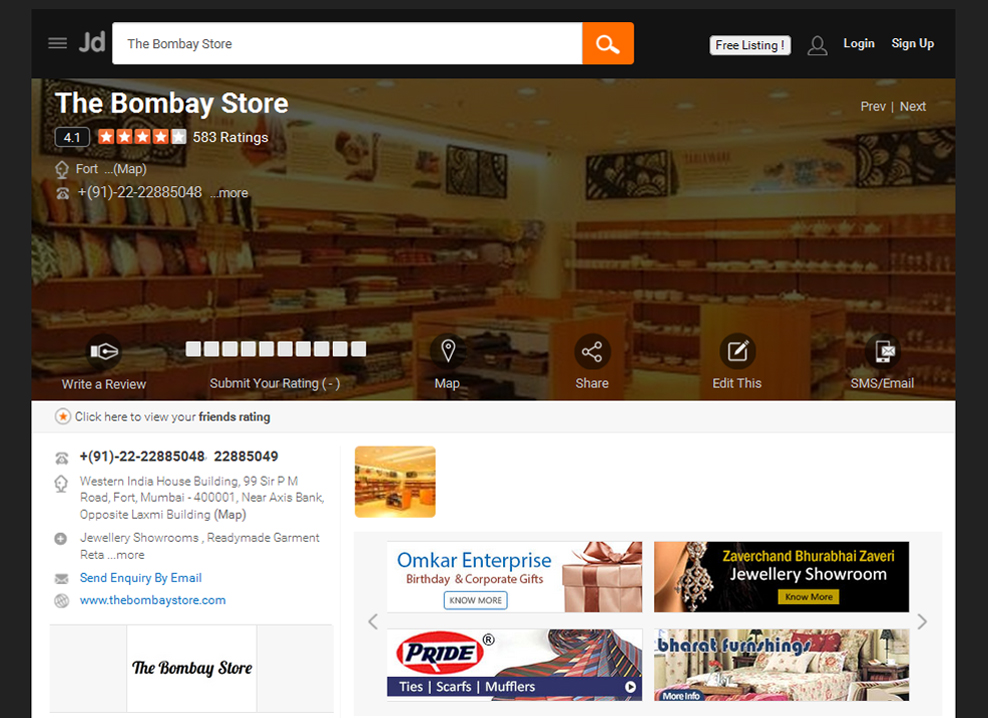 Jd
The Bombay Store
Free Listing !
Login
Sign Up
The Bombay Store
Prev | Next
4.1
583 Ratings
Fort ...(Map)
+(91)-22-22885048 ...more
TABLEWARE
Write a Review
Submit Your Rating ( - )
Map
Share
Edit This
SMS/Email
Click here to view your friends rating
+(91)-22-22885048 22885049
Western India House Building, 99 Sir P M
Road, Fort, Mumbai - 400001, Near Axis Bank,
Opposite Laxmi Building (Map)
Jewellery Showrooms , Readymade Garment
Reta ...more
Send Enquiry By Email
www.thebombaystore.com
The Bombay Store
Omkar Enterprise
Birthday & Corporate Gifts
KNOW MORE
Zaverchand Bhurabhai Zaveri
Jewellery Showroom
Know More
PRIDE ®
Ties | Scarfs | Mufflers
bharat furnishings
More Info